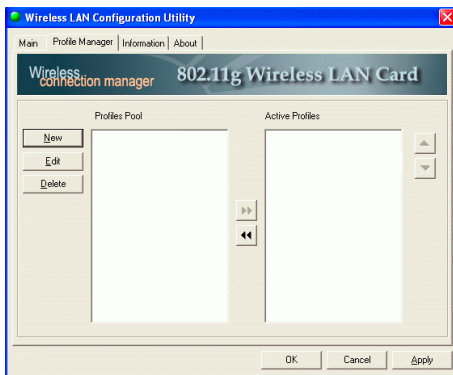 Wireless LAN Configuration Utility
Main Profile Manager Information About
Wireless connection manager 802.11g Wireless LAN Card
Profiles Pool Active Profiles
New
Edit
Delete
OK Cancel Apply